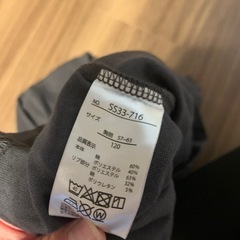 NO. SS33-716
サイズ
胸囲 57-63
品質表示 120
本体 綿 60%
ポリエステル 40%
リブ部分 ポリエステル 63%
綿 32%
ポリウレタン 5%